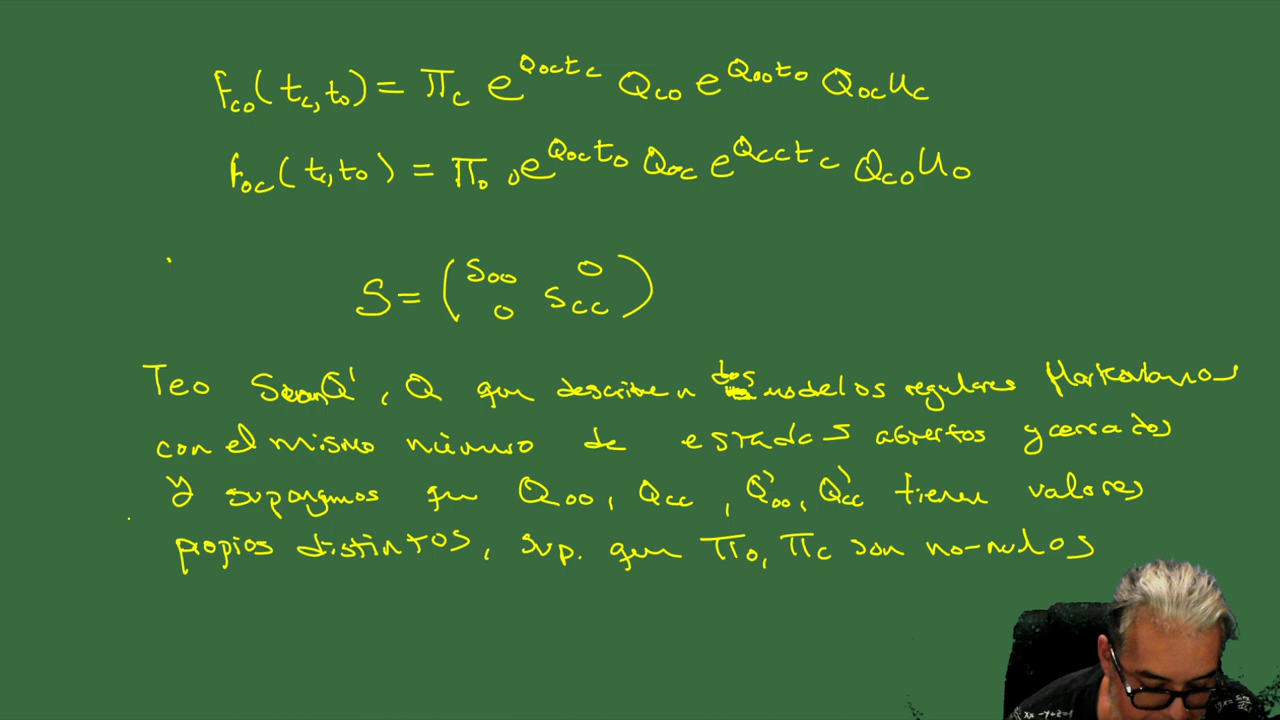 f_co(t_c, t_o) = π_c e^{Q_oc t_c} Q_co e^{Q_oo t_o} Q_oc u_c
f_oc(t_c, t_o) = π_o e^{Q_oc t_o} Q_oc e^{Q_cc t_c} Q_co u_o
S = ( S_oo 0
0 S_cc )
Teo Sean Q', Q que describen dos modelos regulares Markovianos
con el mismo número de estados abiertos y cerrados
y supongmos que Q_oo, Q_cc, Q'_oo, Q'_cc tienen valores
propios distintos, sup. que π_o, π_c son no-nulos